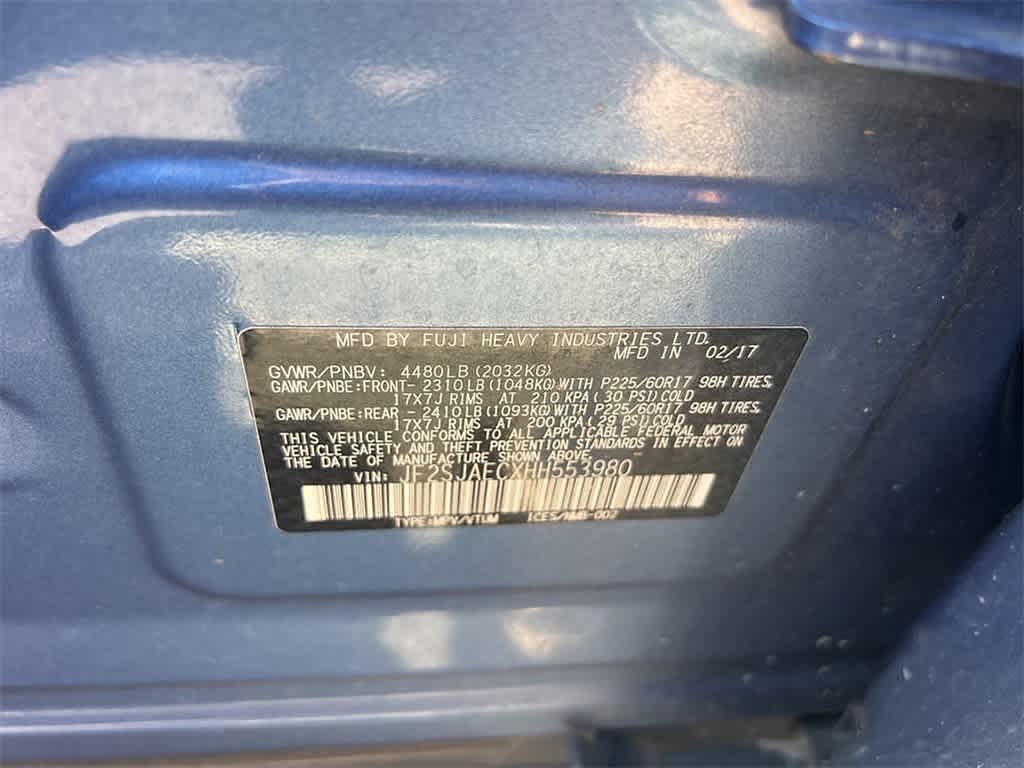 MFD BY FUJI HEAVY INDUSTRIES LTD.
MFD IN 02/17
GVWR/PNBV: 4480LB(2032KG)
GAWR/PNBE:FRONT- 2310LB(1048KG)WITH P225/60R17 98H TIRES,
17X7J RIMS AT 210 KPA(30 PSI)COLD
GAWR/PNBE:REAR - 2410LB(1093KG)WITH P225/60R17 98H TIRES,
17X7J RIMS AT 200 KPA(29 PSI)COLD
THIS VEHICLE CONFORMS TO ALL APPLICABLE FEDERAL MOTOR
VEHICLE SAFETY AND THEFT PREVENTION STANDARDS IN EFFECT ON
THE DATE OF MANUFACTURE SHOWN ABOVE.
VIN: JF2SJAECXHH553980
TYPE:MPV/VTUM ICES/NMB-002